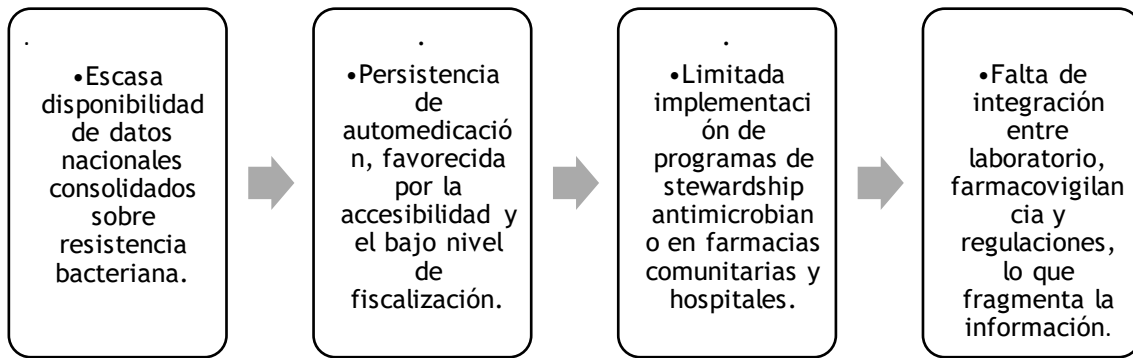 .
•Escasa
disponibilidad
de datos
nacionales
consolidados
sobre
resistencia
bacteriana.
.
•Persistencia
de
automedicació
n, favorecida
por la
accesibilidad y
el bajo nivel
de
fiscalización.
.
•Limitada
implementaci
ón de
programas de
stewardship
antimicrobian
o en farmacias
comunitarias y
hospitales.
•Falta de
integración
entre
laboratorio,
farmacovigilan
cia y
regulaciones,
lo que
fragmenta la
información.